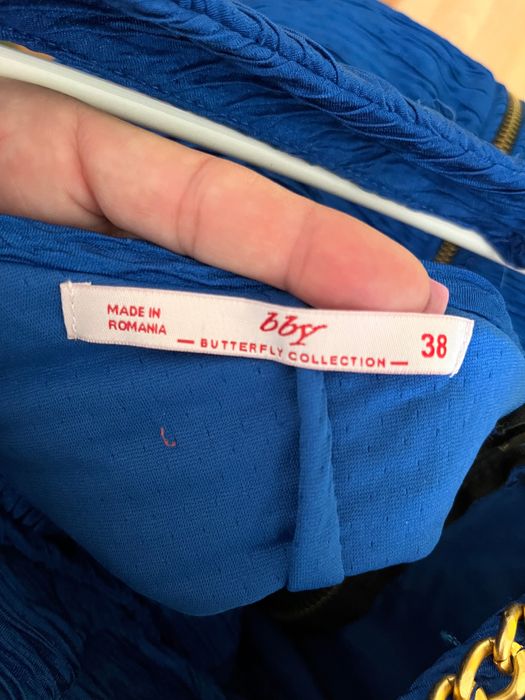 MADE IN
ROMANIA
bby
— BUTTERFLY COLLECTION —
38